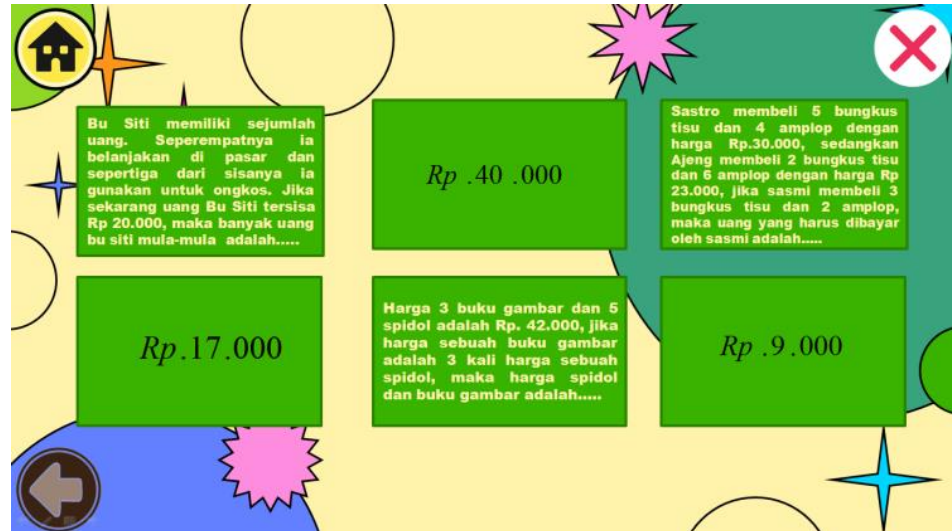 Bu Siti memiliki sejumlah
uang. Seperempatnya ia
belanjakan di pasar dan
sepertiga dari sisanya ia
gunakan untuk ongkos. Jika
sekarang uang Bu Siti tersisa
Rp 20.000, maka banyak uang
bu siti mula-mula adalah.....
Rp .40 .000
Sastro membeli 5 bungkus
tisu dan 4 amplop dengan
harga Rp.30.000, sedangkan
Ajeng membeli 2 bungkus tisu
dan 6 amplop dengan harga Rp
23.000, jika sasmi membeli 3
bungkus tisu dan 2 amplop,
maka uang yang harus dibayar
oleh sasmi adalah.....
Rp.17.000
Harga 3 buku gambar dan 5
spidol adalah Rp. 42.000, jika
harga sebuah buku gambar
adalah 3 kali harga sebuah
spidol, maka harga spidol
dan buku gambar adalah.....
Rp .9 .000